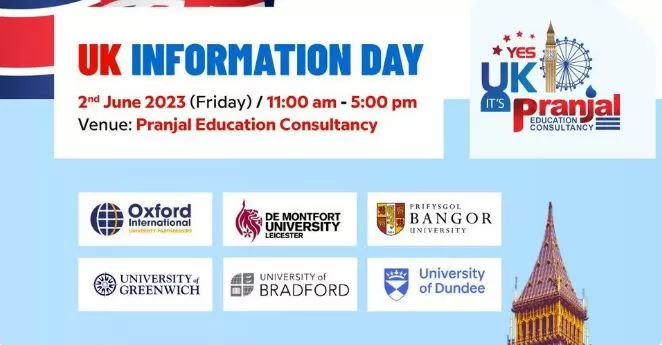 UK INFORMATION DAY
2nd June 2023 (Friday) / 11:00 am - 5:00 pm
Venue: Pranjal Education Consultancy
YES
UK
IT'S Pranjal
EDUCATION
CONSULTANCY
Oxford
International
UNIVERSITY PARTNERSHIPS
DE MONTFORT
UNIVERSITY
LEICESTER
PRIFYSGOL
BANGOR
UNIVERSITY
UNIVERSITY of
GREENWICH
UNIVERSITY of
BRADFORD
University
of Dundee